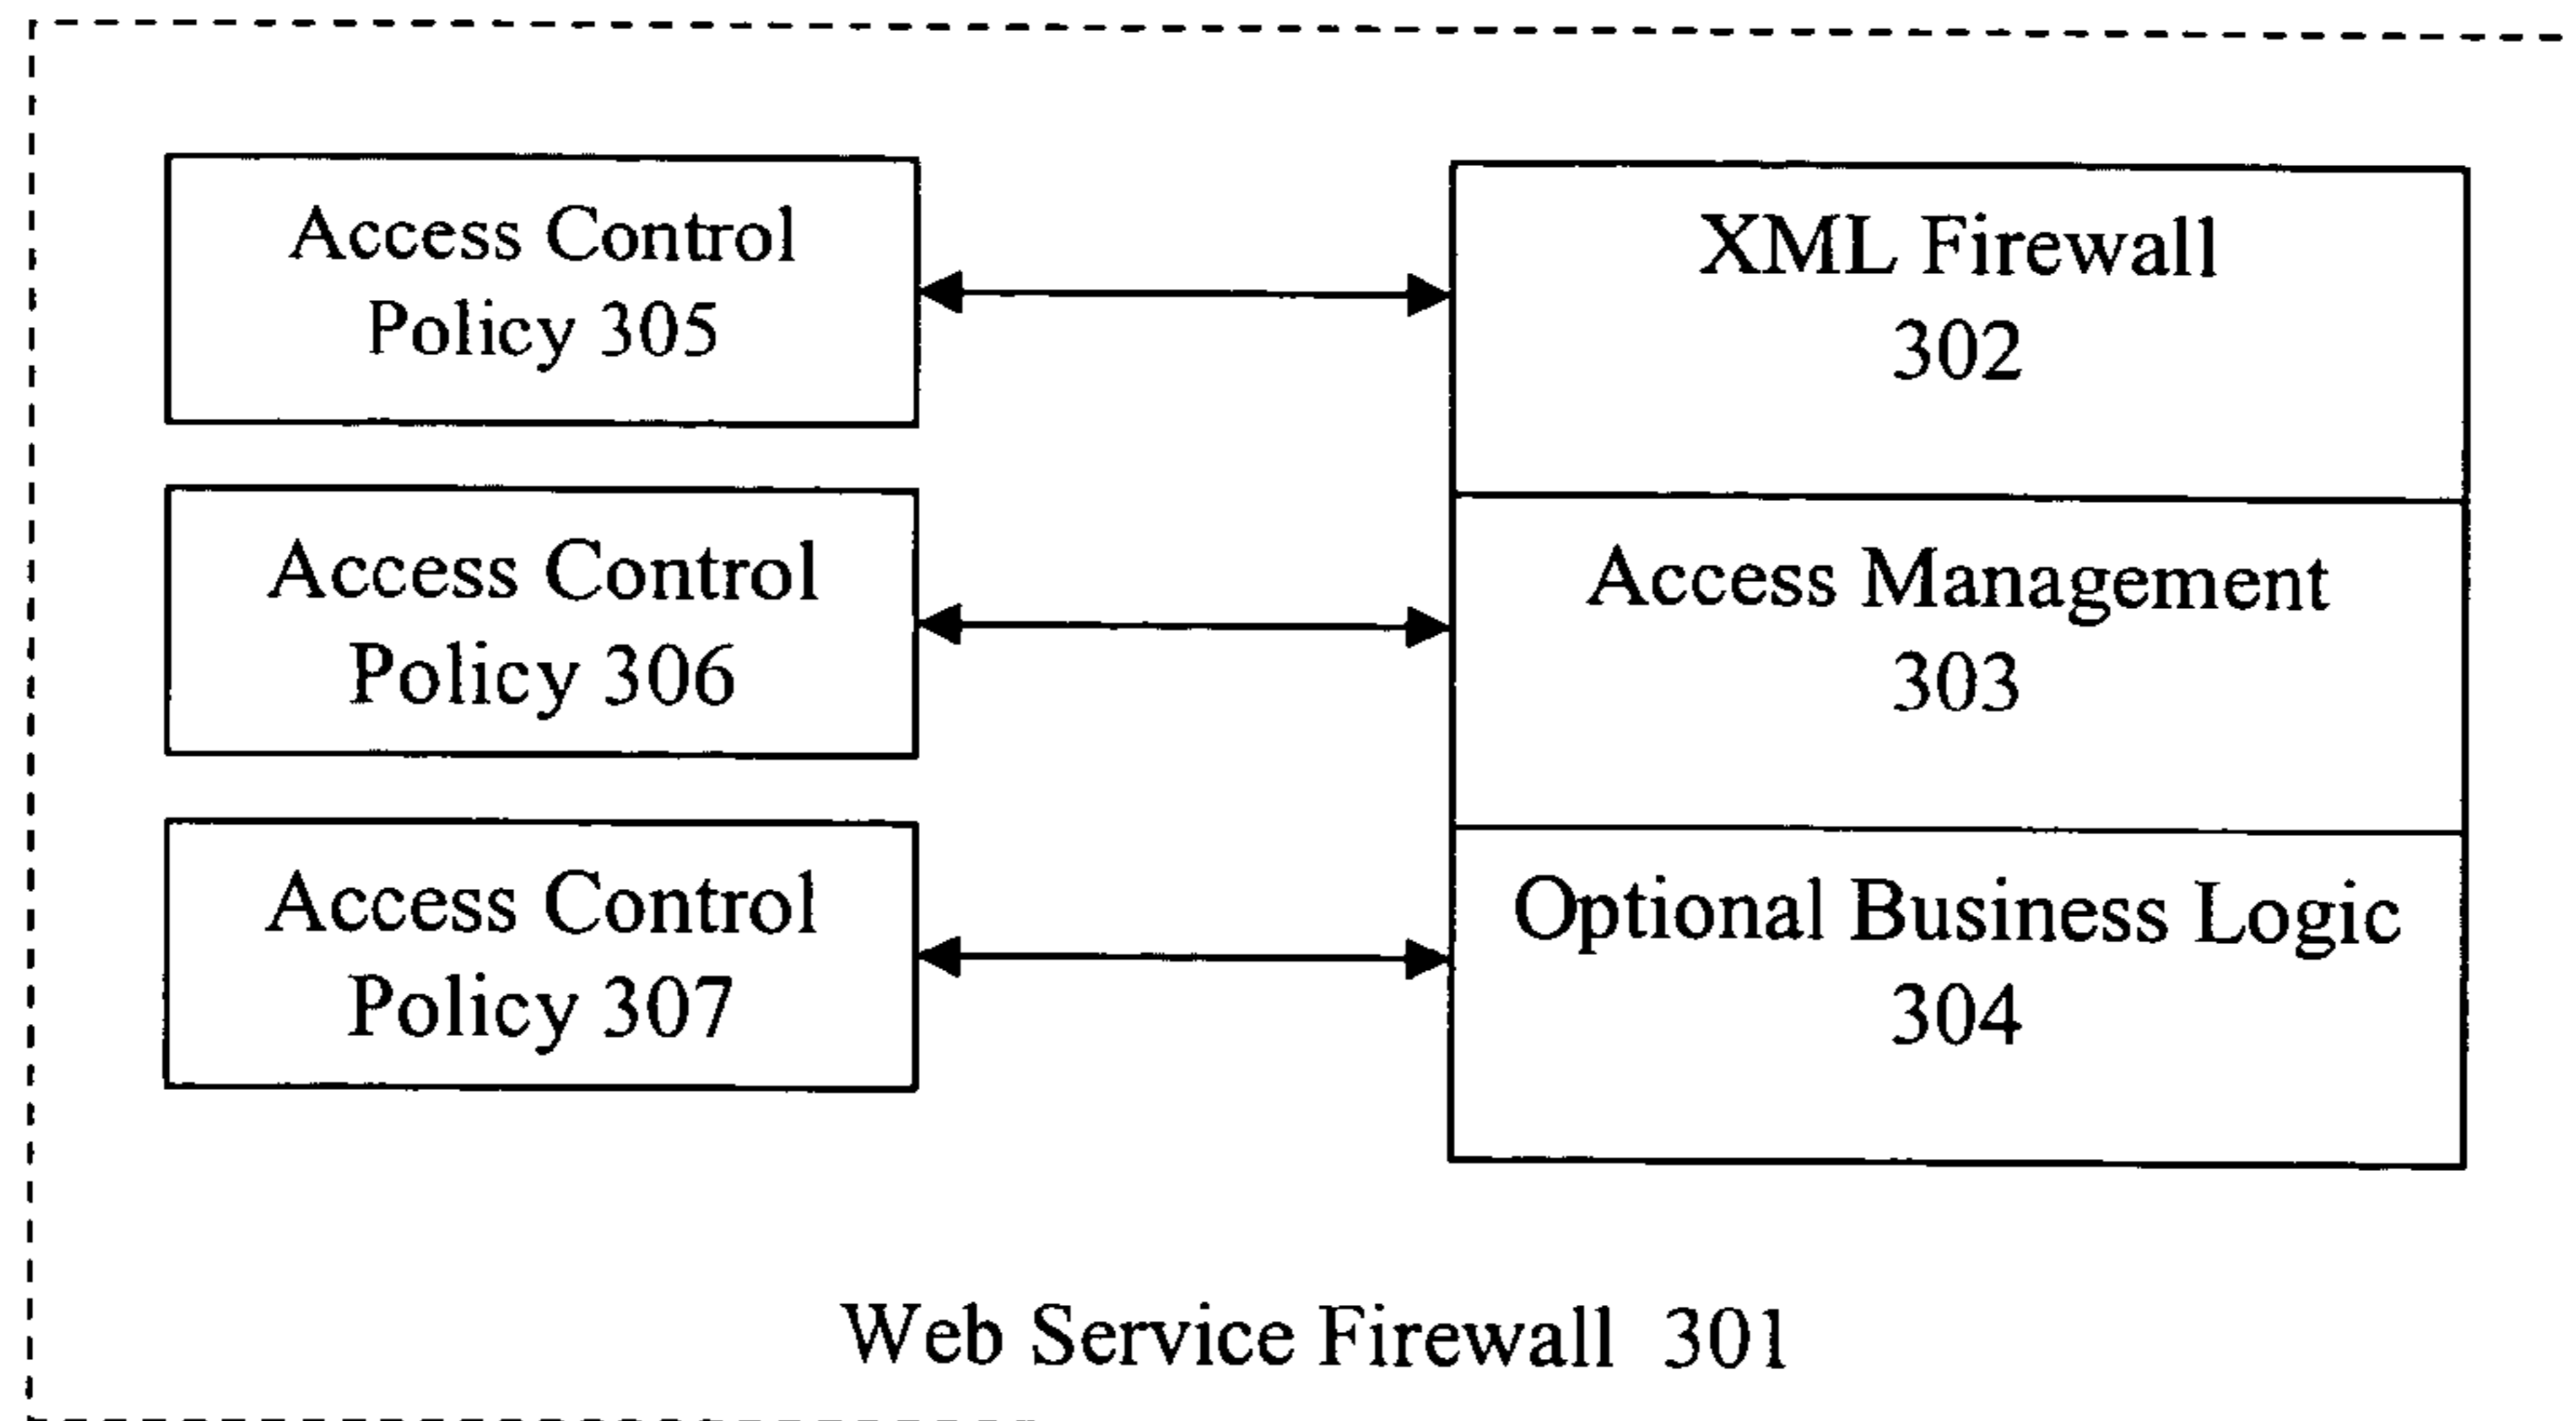 Access Control
Policy 305
XML Firewall
302
Access Control
Policy 306
Access Management
303
Access Control
Policy 307
Optional Business Logic
304
Web Service Firewall 301